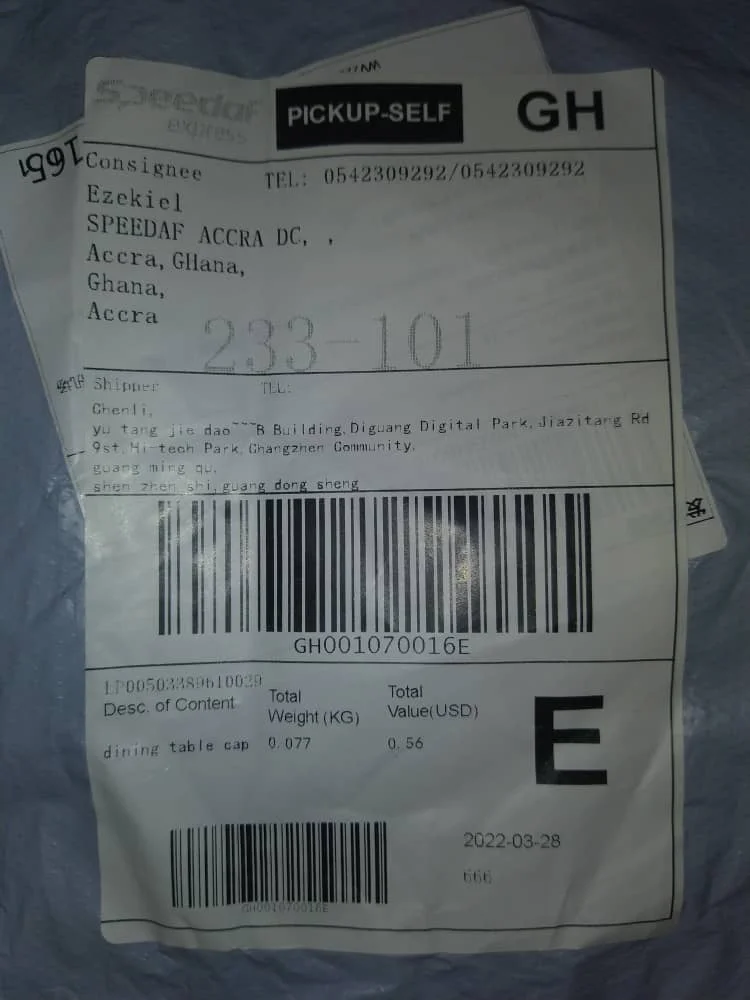 Speedaf
express
PICKUP-SELF
GH
1651
Consignee
TEL: 0542309292/0542309292
Ezekiel
SPEEDAF ACCRA DC, ,
Accra, GHana,
Ghana,
Accra
233-101
Shipper
TEL:
Chenli,
yu tang jie dao~~~B Building, Diguang Digital Park, Jiazitang Rd
9st, Hi-tech Park, Changzhen Community.
guang ming qu,
shen zhen shi, guang dong sheng
GH001070016E
LP00503389610029
Desc. of Content
Total Weight (KG)
Total Value(USD)
dining table cap
0.077
0.56
E
2022-03-28
666
GH001070016E